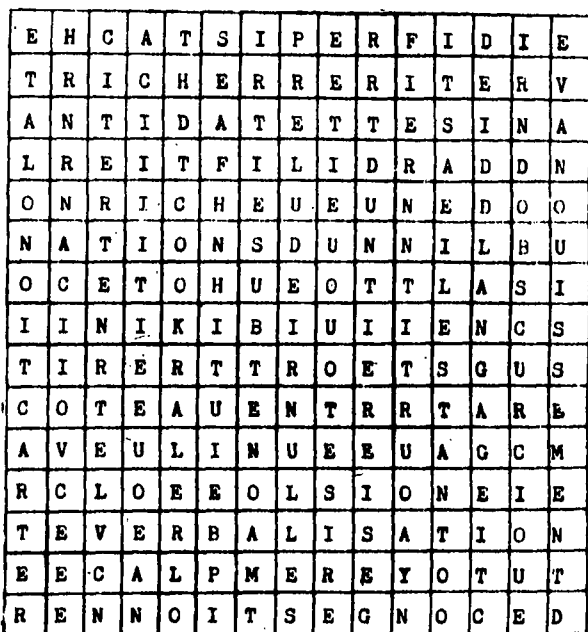 E H C A T S I P E R F I D I E
T R I C H E R R E R I T E R V
A N T I D A T E T T E S I N A
L R E I T F I L I D R A D D N
O N R I C H E U E U N E D O O
N A T I O N S D U N N I L B U
O C E T O H U E O T T L A S I
I I N I K I B I U I I E N C S
T I R E R T T R O E T S G U S
C O T E A U E N T R R T A R E
A V E U L I N U E E U A G C M
R C L O E E O L S I O N E I E
T E V E R B A L I S A T I O N
E E C A L P M E R E Y O T U T
R E N N O I T S E G N O C E D